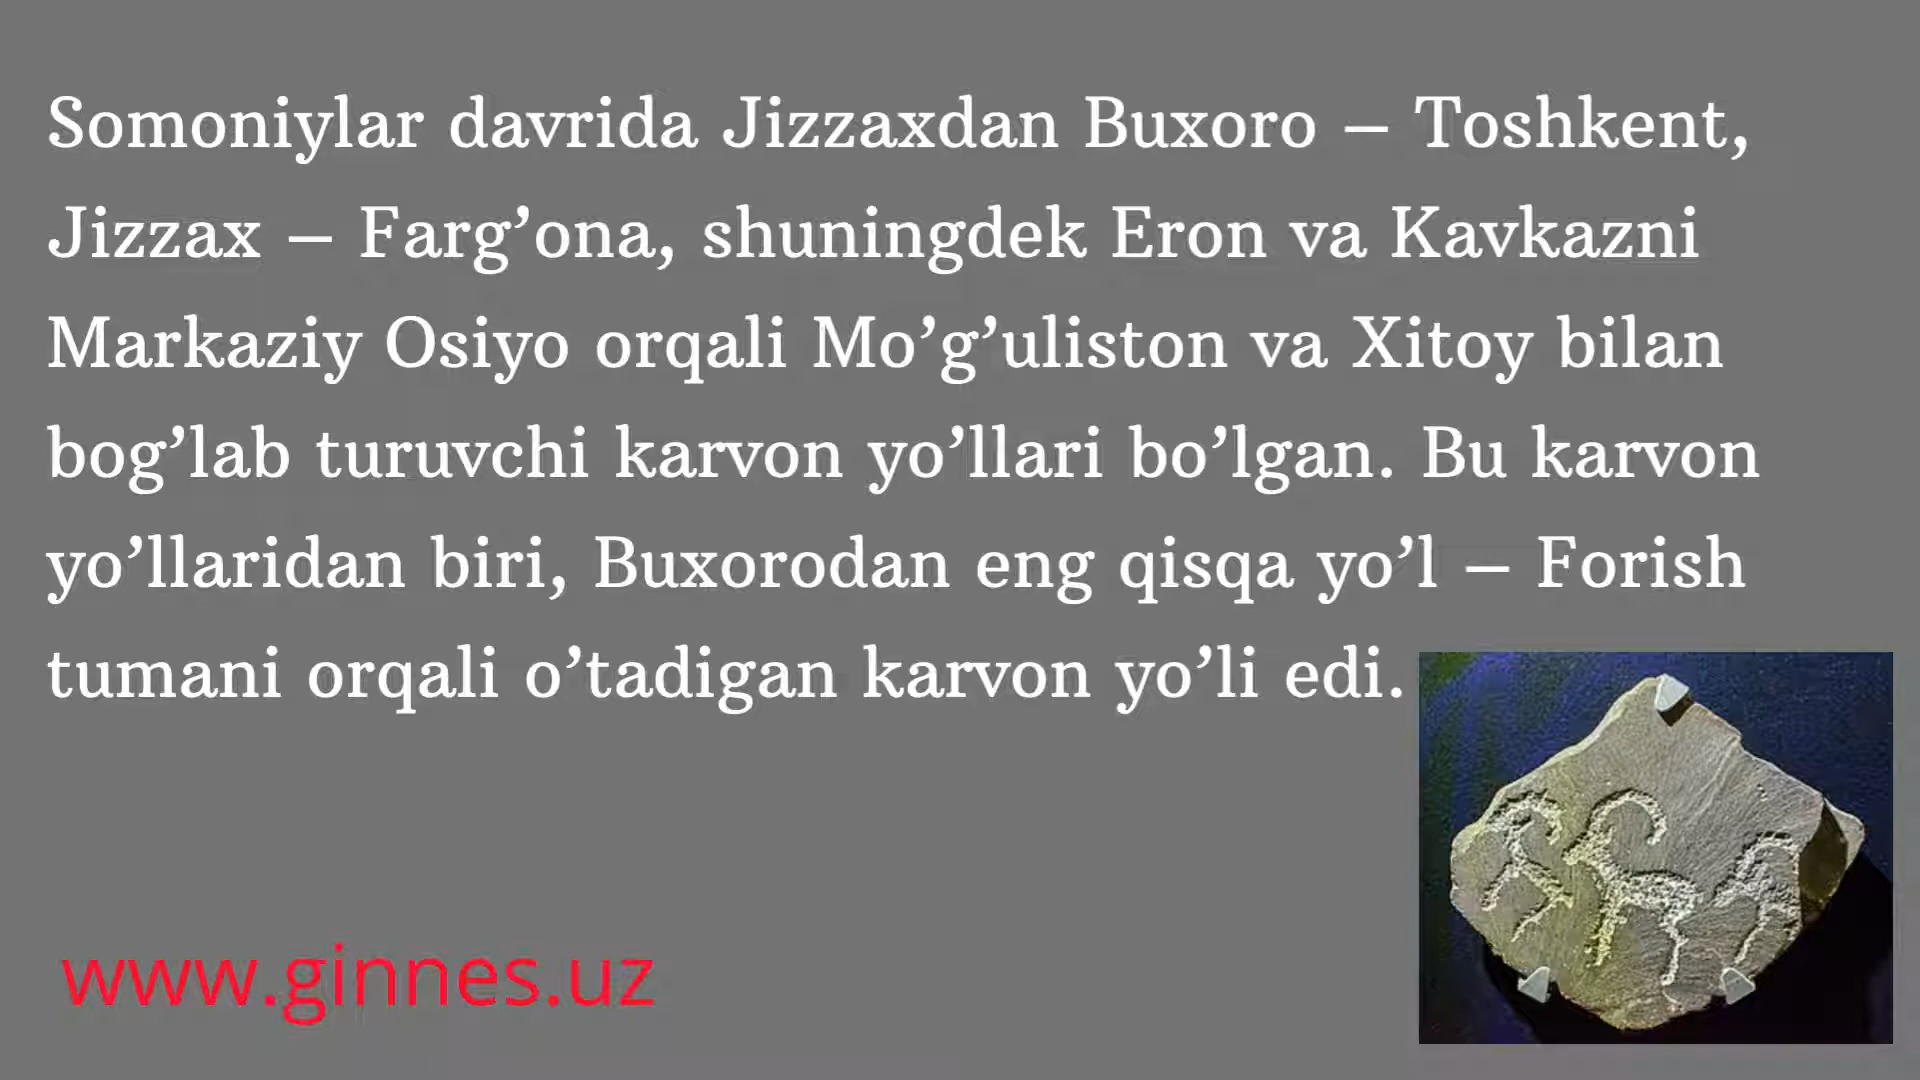 Somoniylar davrida Jizzaxdan Buxoro – Toshkent,
Jizzax – Farg’ona, shuningdek Eron va Kavkazni
Markaziy Osiyo orqali Mo’g’uliston va Xitoy bilan
bog’lab turuvchi karvon yo’llari bo’lgan. Bu karvon
yo’llaridan biri, Buxorodan eng qisqa yo’l – Forish
tumani orqali o’tadigan karvon yo’li edi.
www.ginnes.uz